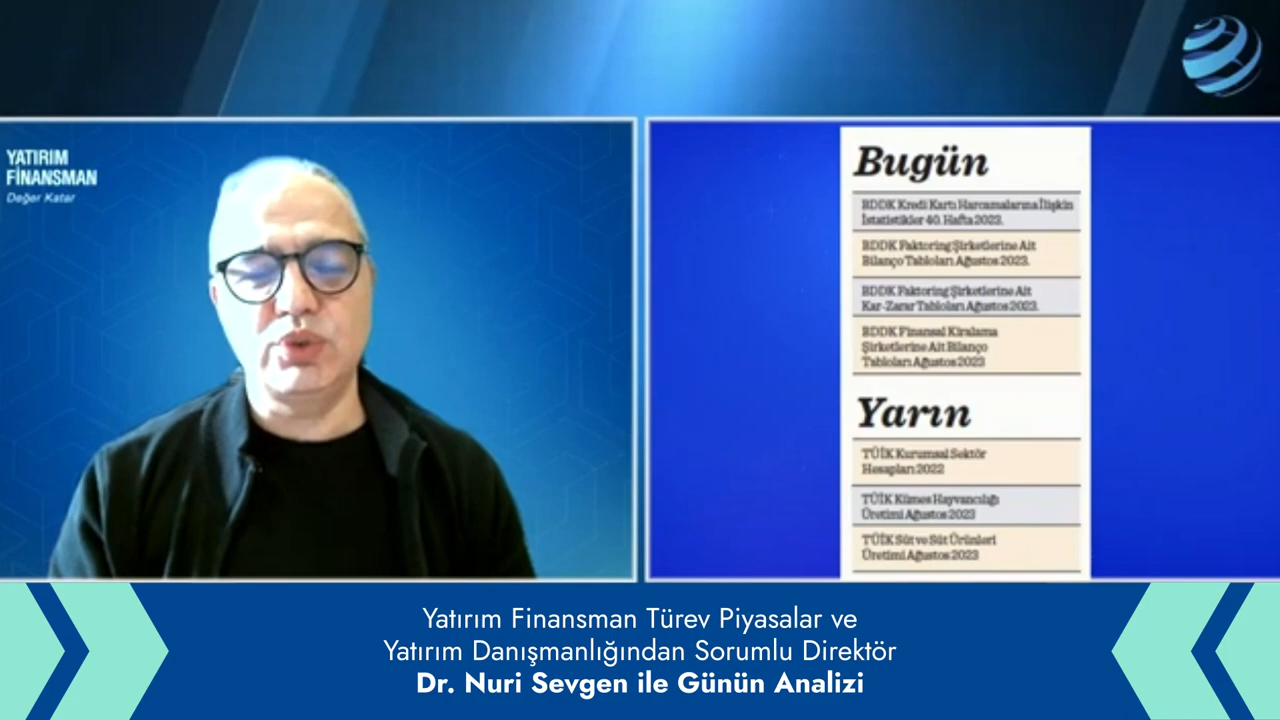 YATIRIM
FİNANSMAN
Değer Katar
Bugün
BDDK Kredi Kartı Harcamalarına İlişkin
İstatistikler 40. Hafta 2023.
BDDK Faktoring Şirketlerine Ait
Bilanço Tabloları Ağustos 2023.
BDDK Faktoring Şirketlerine Ait
Kar-Zarar Tabloları Ağustos 2023.
BDDK Finansal Kiralama
Şirketlerine Ait Bilanço
Tabloları Ağustos 2023
Yarın
TÜİK Kurumsal Sektör
Hesapları 2022
TÜİK Kümes Hayvancılığı
Üretimi Ağustos 2023
TÜİK Süt ve Süt Ürünleri
Üretimi Ağustos 2023
Yatırım Finansman Türev Piyasalar ve
Yatırım Danışmanlığından Sorumlu Direktör
Dr. Nuri Sevgen ile Günün Analizi